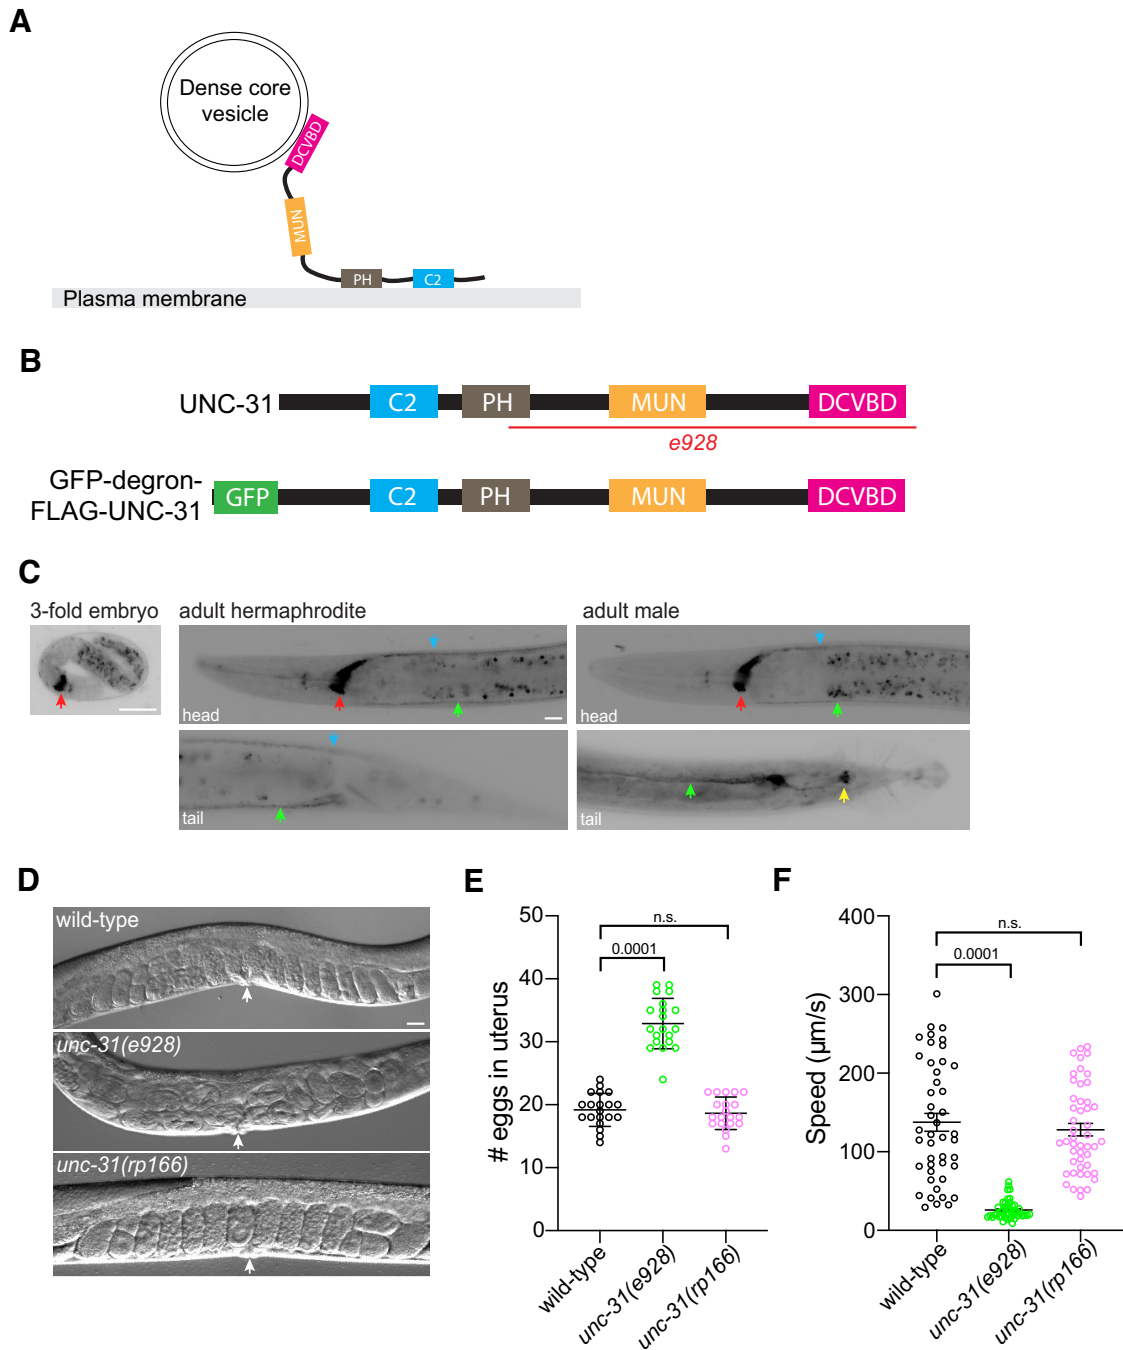 A
Dense core
vesicle
DCVBD
MUN
PH
C2
Plasma membrane
B
UNC-31
C2
PH
MUN
DCVBD
e928
GFP-degron-
FLAG-UNC-31
GFP
C2
PH
MUN
DCVBD
C
3-fold embryo
adult hermaphrodite
adult male
head
head
tail
tail
D
wild-type
unc-31(e928)
unc-31(rp166)
E
# eggs in uterus
50
40
30
20
10
0
n.s.
0.0001
wild-type
unc-31(e928)
unc-31(rp166)
F
Speed (µm/s)
400
300
200
100
0
n.s.
0.0001
wild-type
unc-31(e928)
unc-31(rp166)